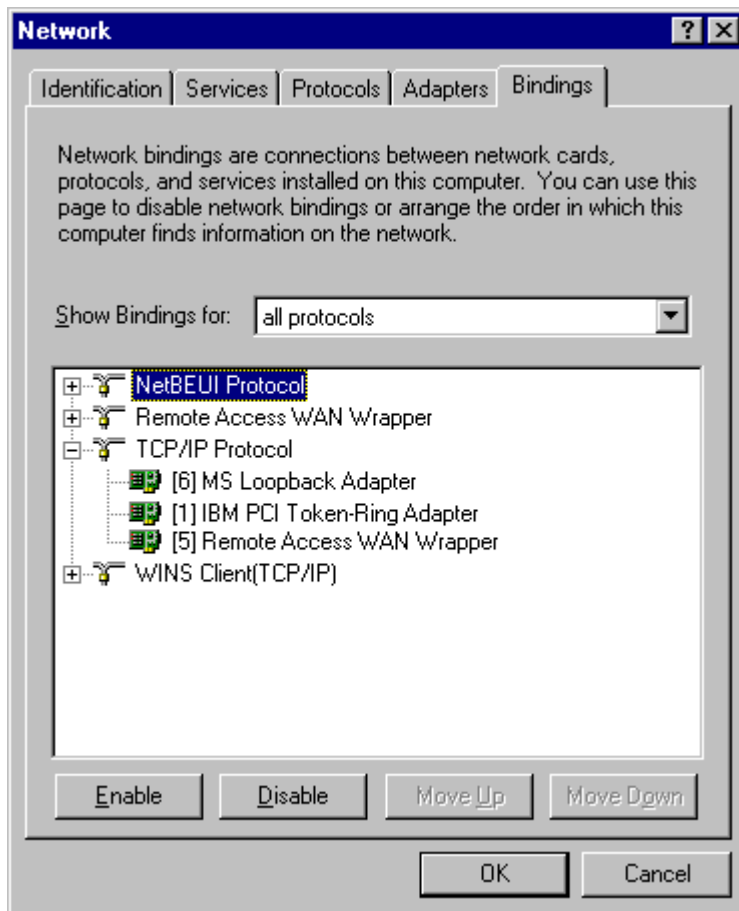 Network
Identification Services Protocols Adapters Bindings
Network bindings are connections between network cards,
protocols, and services installed on this computer. You can use this
page to disable network bindings or arrange the order in which this
computer finds information on the network.
Show Bindings for: all protocols
NetBEUI Protocol
Remote Access WAN Wrapper
TCP/IP Protocol
[6] MS Loopback Adapter
[1] IBM PCI Token-Ring Adapter
[5] Remote Access WAN Wrapper
WINS Client(TCP/IP)
Enable Disable Move Up Move Down
OK Cancel